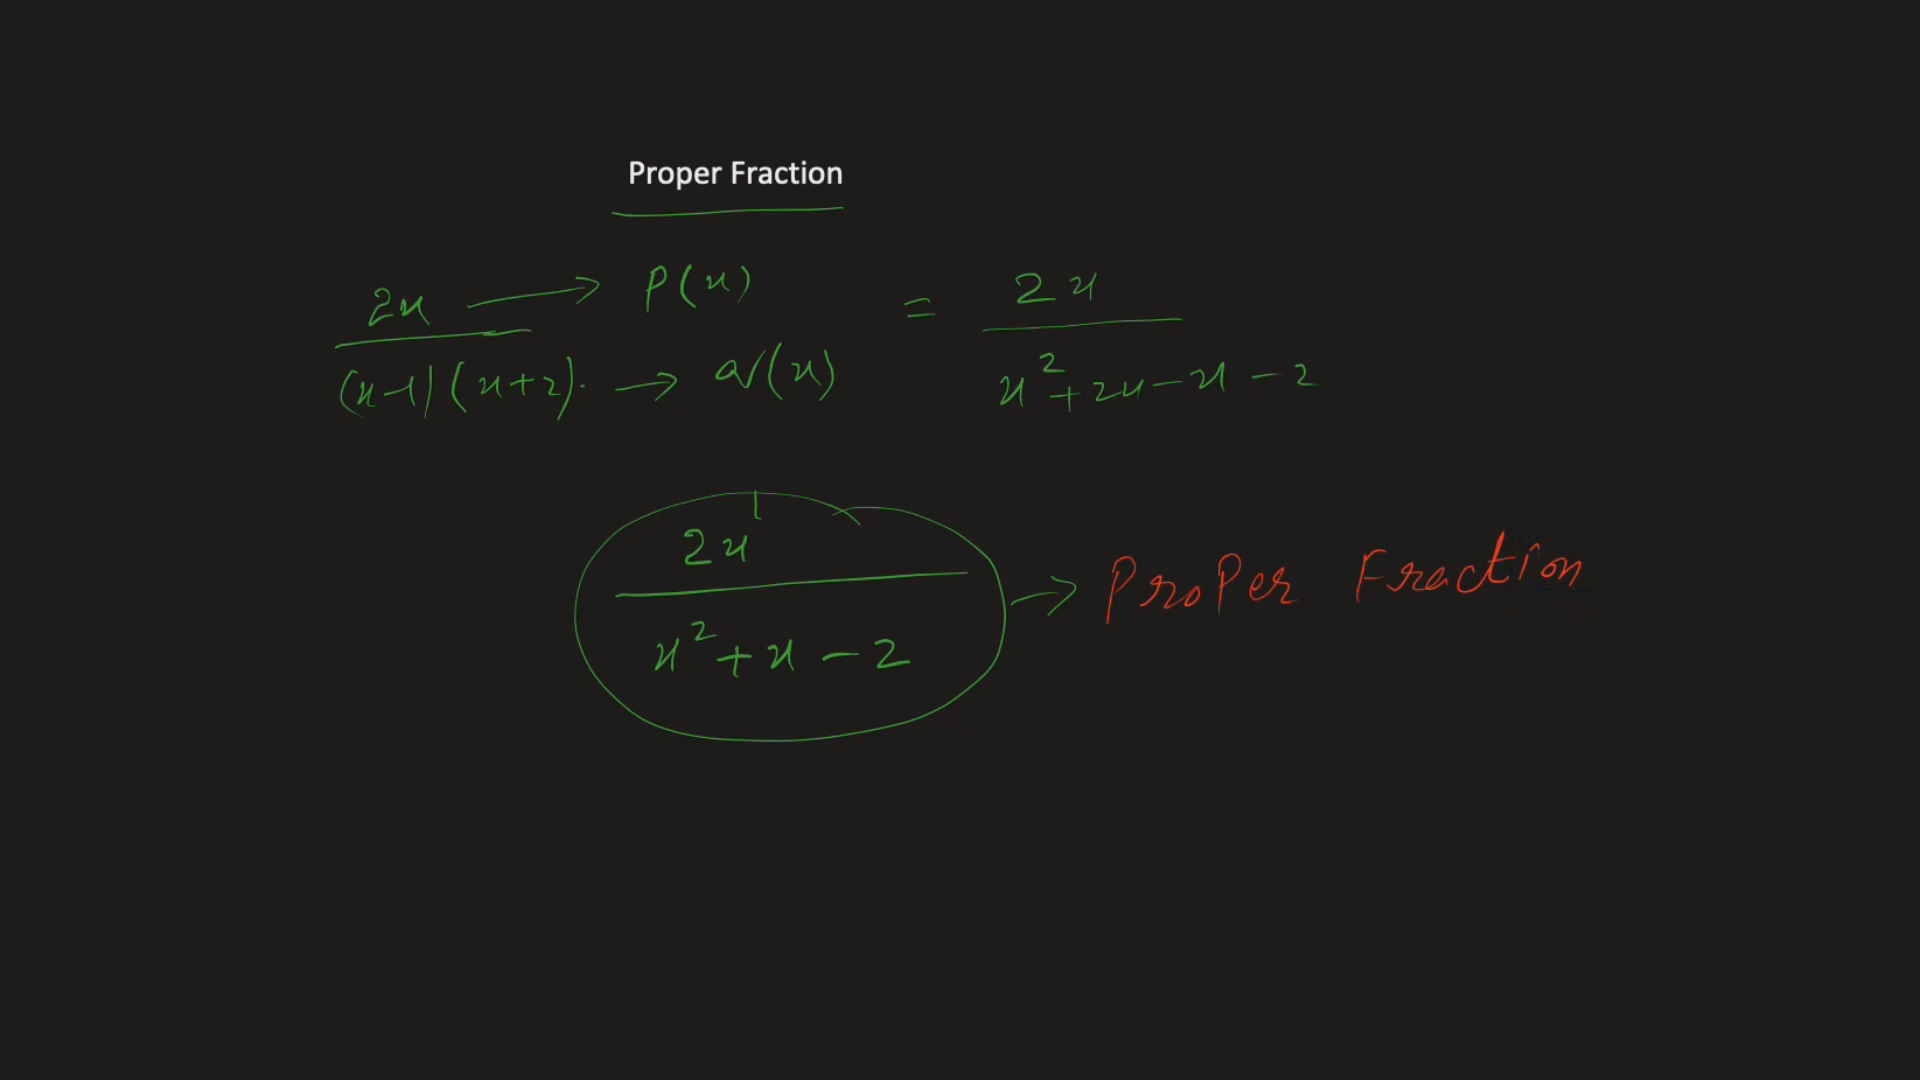 Proper Fraction
2x → P(x) = 2x
(x-1)(x+2). → Q(x) x²+2x-x-2
2x¹
x²+x-2 → ProPer Fraction